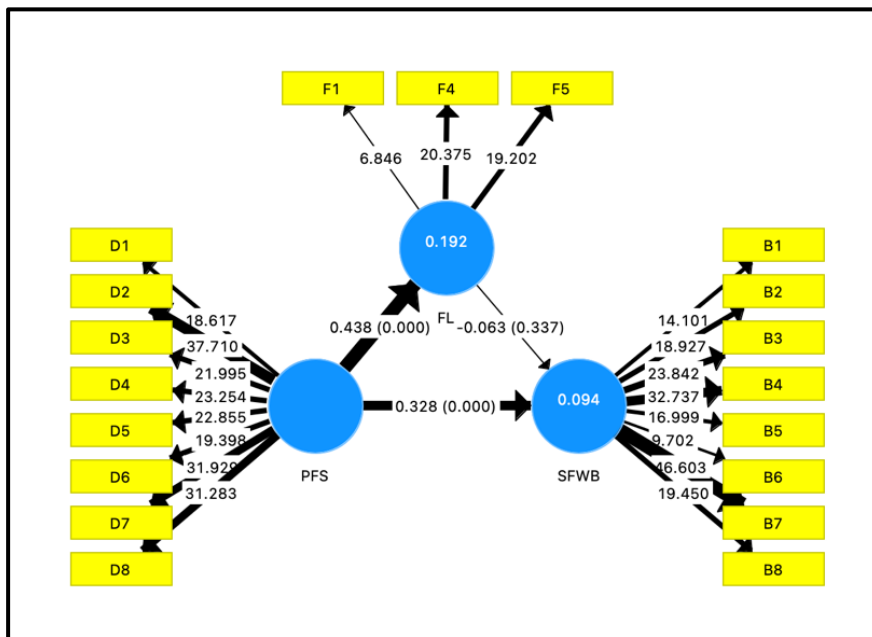 F1 F4 F5
6.846 20.375 19.202
0.192
FL
D1
D2
D3
D4
D5
D6
D7
D8
18.617
37.710
21.995
23.254
22.855
19.398
31.929
31.283
0.438 (0.000)
-0.063 (0.337)
0.328 (0.000)
PFS
0.094
SFWB
14.101
18.927
23.842
32.737
16.999
9.702
46.603
19.450
B1
B2
B3
B4
B5
B6
B7
B8